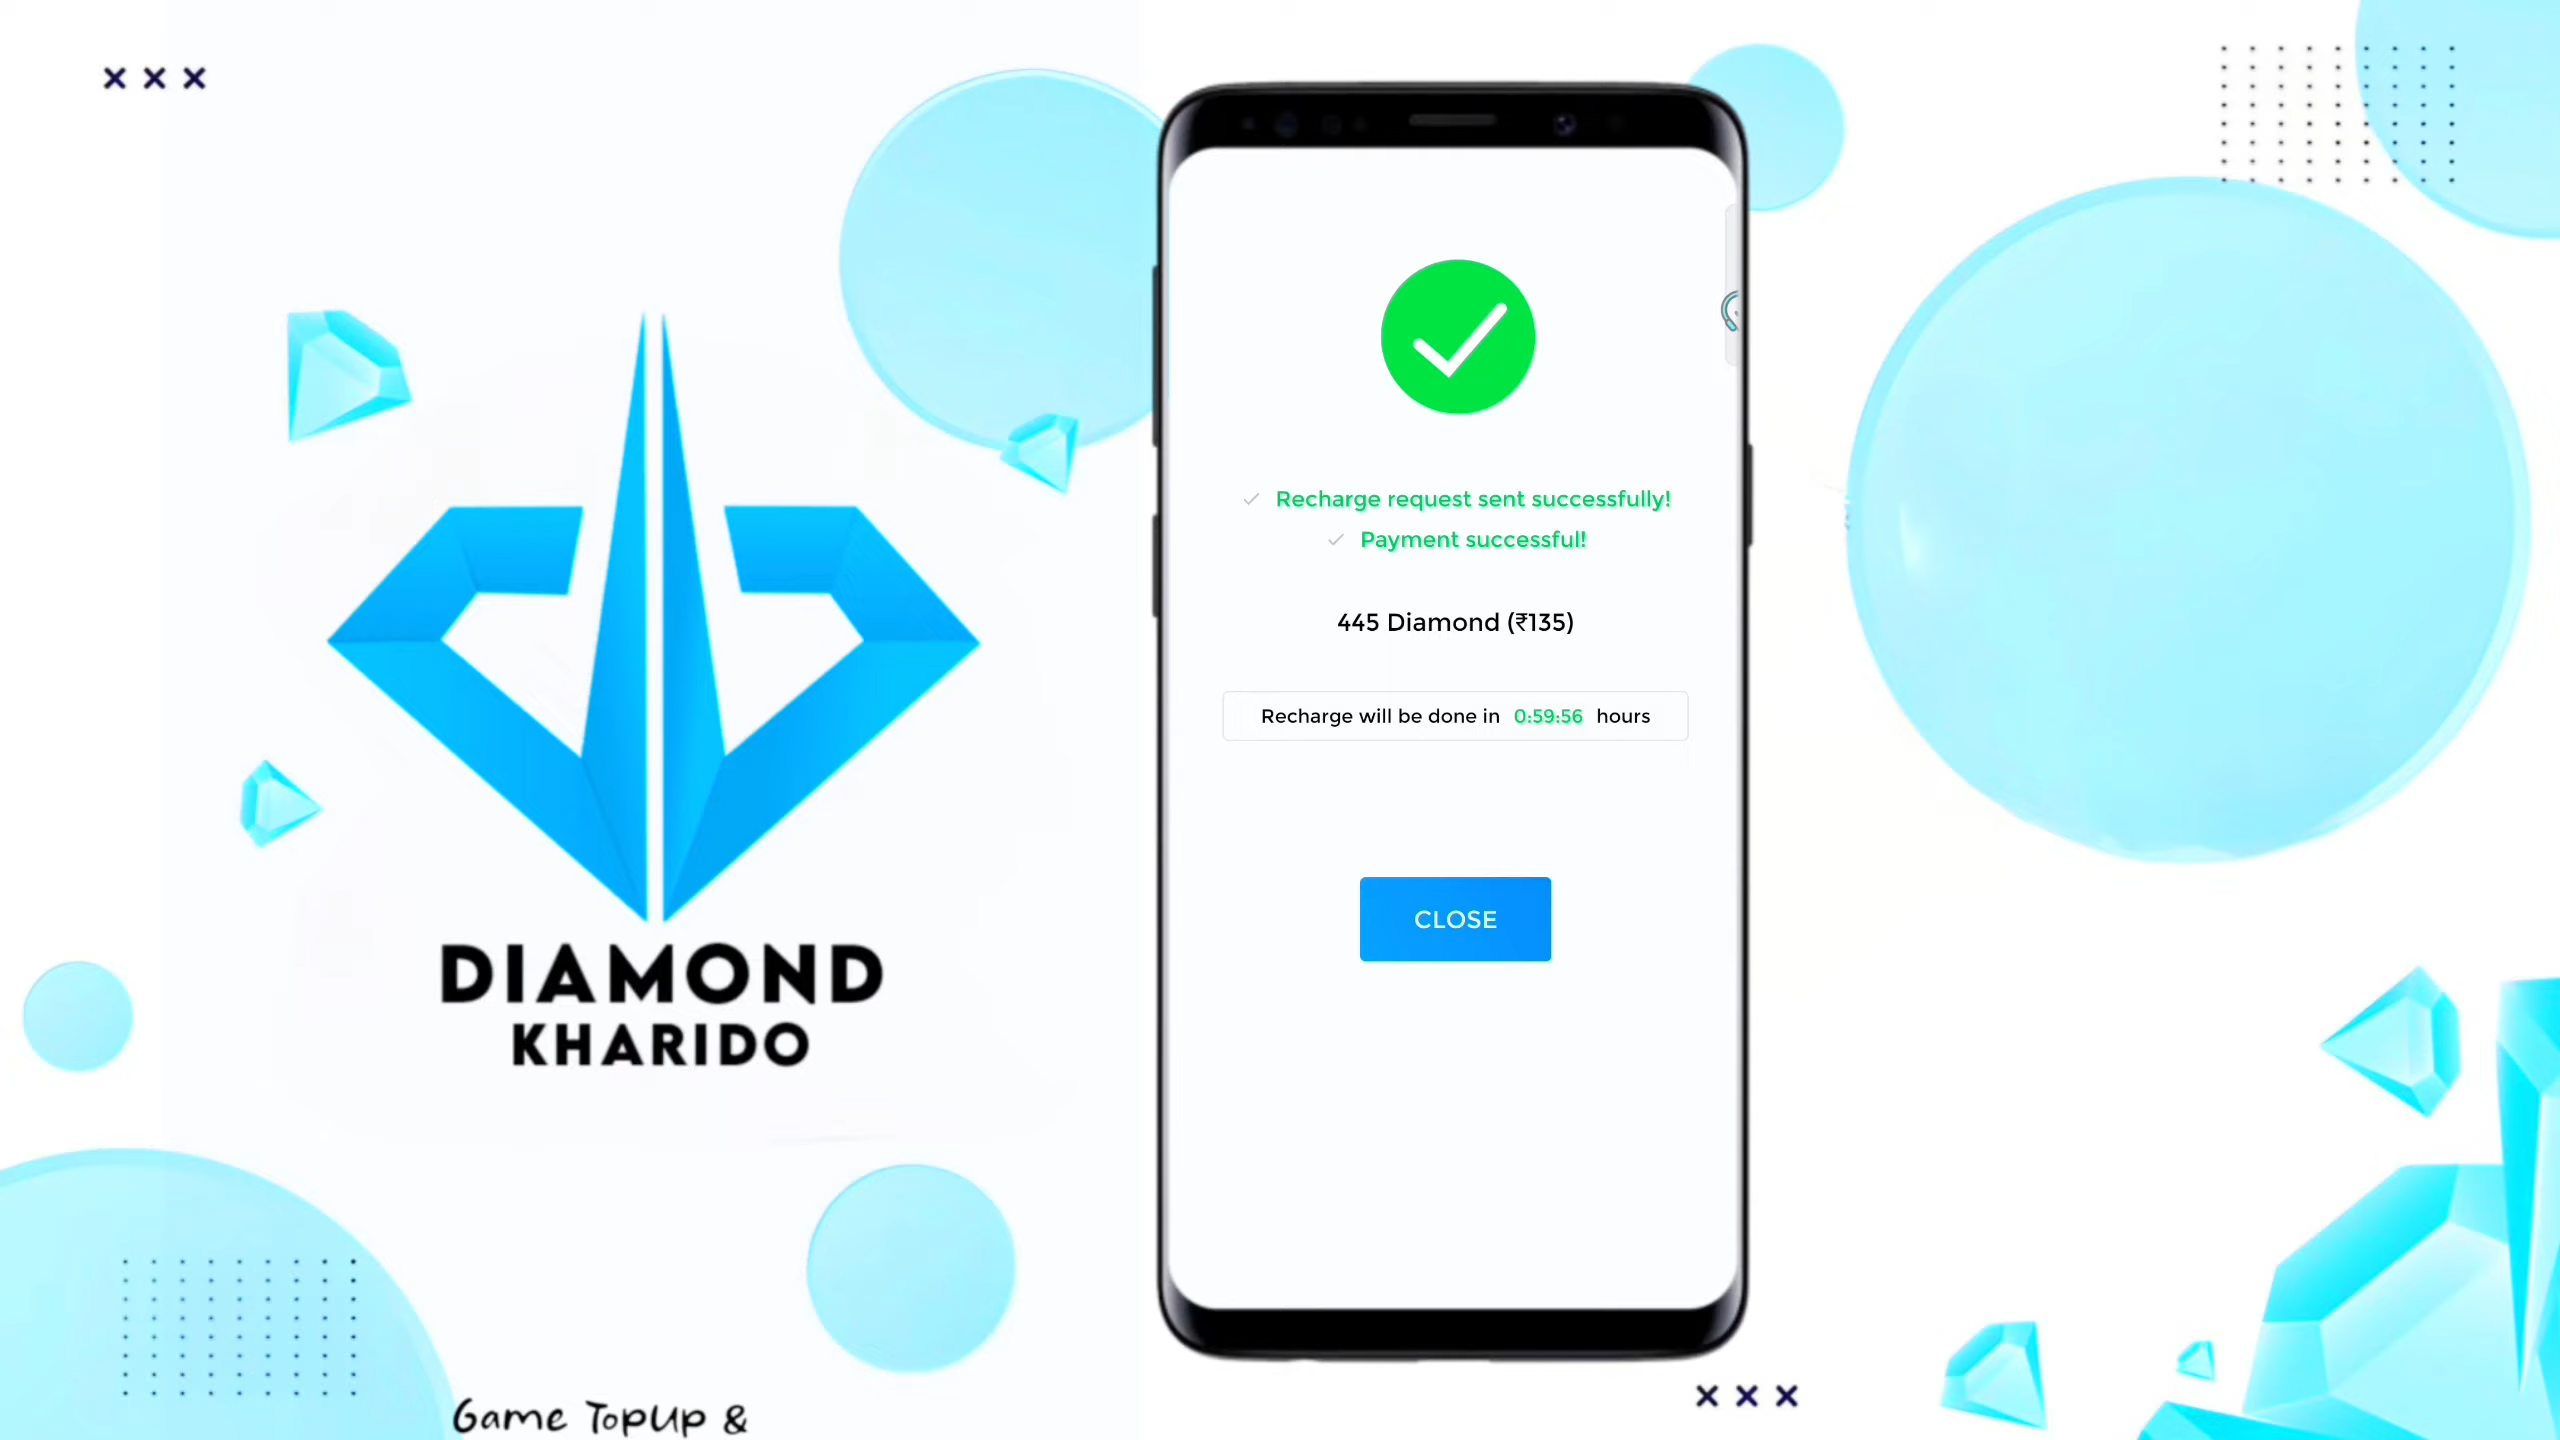 DIAMOND
KHARIDO
Game TopUp &
Recharge request sent successfully!
Payment successful!
445 Diamond (₹135)
Recharge will be done in 0:59:56 hours
CLOSE